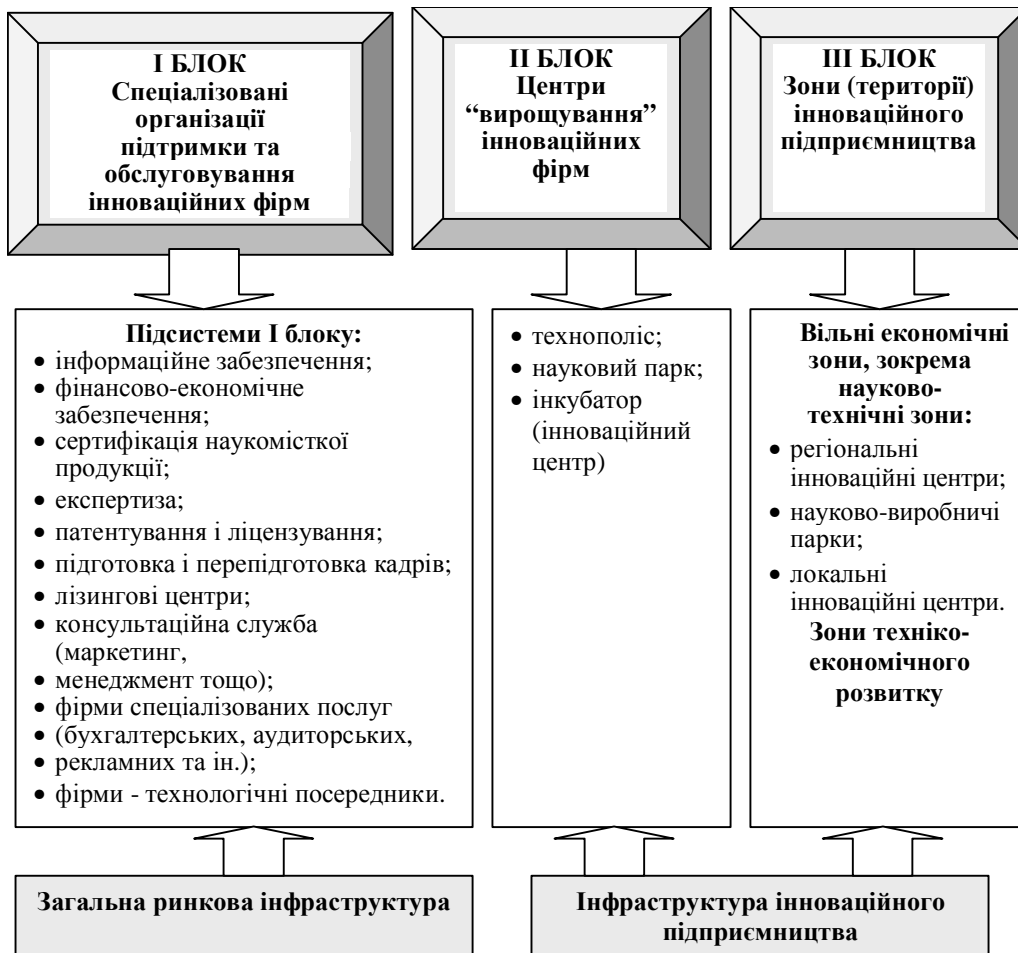 І БЛОК
Спеціалізовані
організації
підтримки та
обслуговування
інноваційних фірм
ІІ БЛОК
Центри
“вирощування”
інноваційних
фірм
ІІІ БЛОК
Зони (території)
інноваційного
підприємництва
Підсистеми І блоку:
• інформаційне забезпечення;
• фінансово-економічне
забезпечення;
• сертифікація наукомісткої
продукції;
• експертиза;
• патентування і ліцензування;
• підготовка і перепідготовка кадрів;
• лізингові центри;
• консультаційна служба
(маркетинг,
• менеджмент тощо);
• фірми спеціалізованих послуг
• (бухгалтерських, аудиторських,
• рекламних та ін.);
• фірми - технологічні посередники.
• технополіс;
• науковий парк;
• інкубатор
(інноваційний
центр)
Вільні економічні
зони, зокрема
науково-
технічні зони:
• регіональні
інноваційні центри;
• науково-виробничі
парки;
• локальні
інноваційні центри.
Зони техніко-
економічного
розвитку
Загальна ринкова інфраструктура
Інфраструктура інноваційного
підприємництва